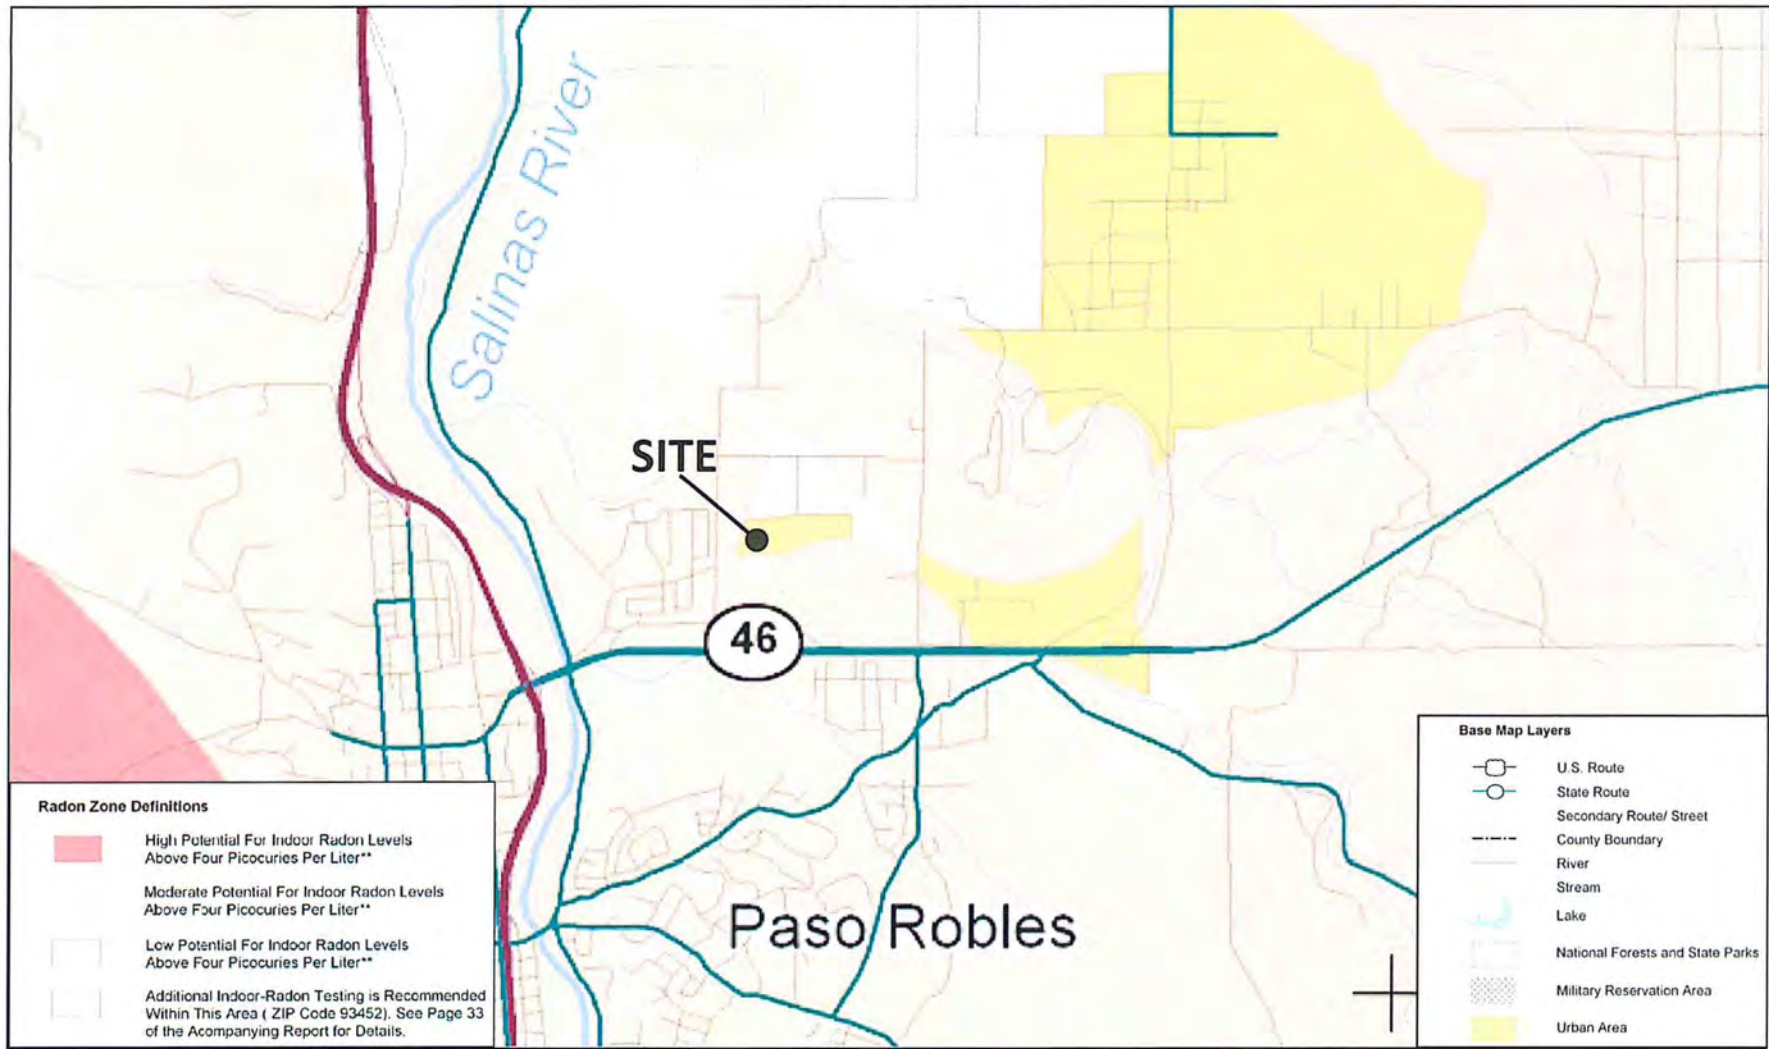 Salinas River
SITE
46
Paso Robles
Radon Zone Definitions
High Potential For Indoor Radon Levels
Above Four Picocuries Per Liter**
Moderate Potential For Indoor Radon Levels
Above Four Picocuries Per Liter**
Low Potential For Indoor Radon Levels
Above Four Picocuries Per Liter**
Additional Indoor-Radon Testing is Recommended
Within This Area ( ZIP Code 93452). See Page 33
of the Acompanying Report for Details.
Base Map Layers
U.S. Route
State Route
Secondary Route/ Street
County Boundary
River
Stream
Lake
National Forests and State Parks
Military Reservation Area
Urban Area